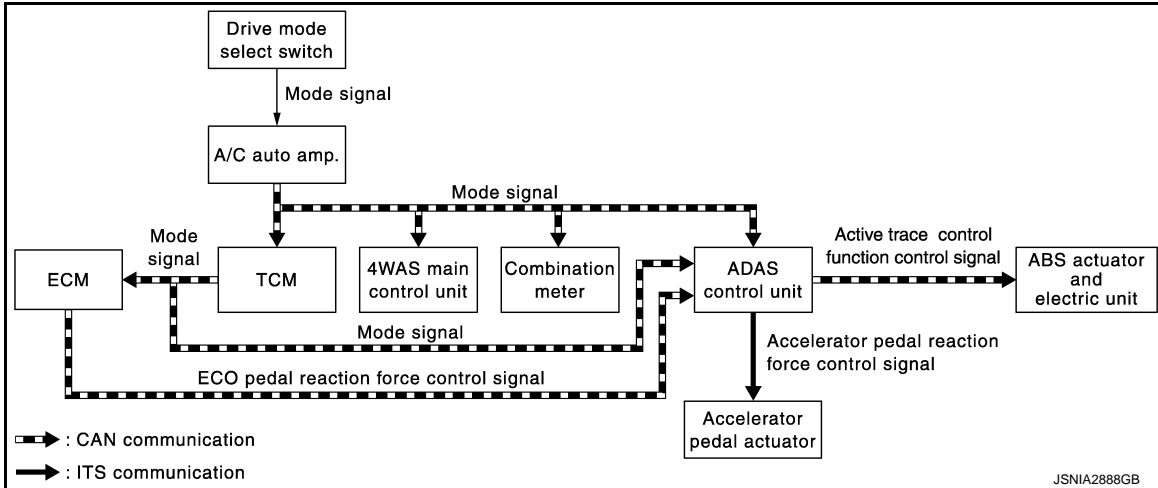 Drive mode
select switch
Mode signal
A/C auto amp.
Mode signal
Mode
signal
Active trace control
function control signal
ECM
TCM
4WAS main
control unit
Combination
meter
ADAS
control unit
ABS actuator
and
electric unit
Mode signal
Accelerator pedal reaction
force control signal
ECO pedal reaction force control signal
Accelerator
pedal actuator
: CAN communication
: ITS communication
JSNIA2888GB